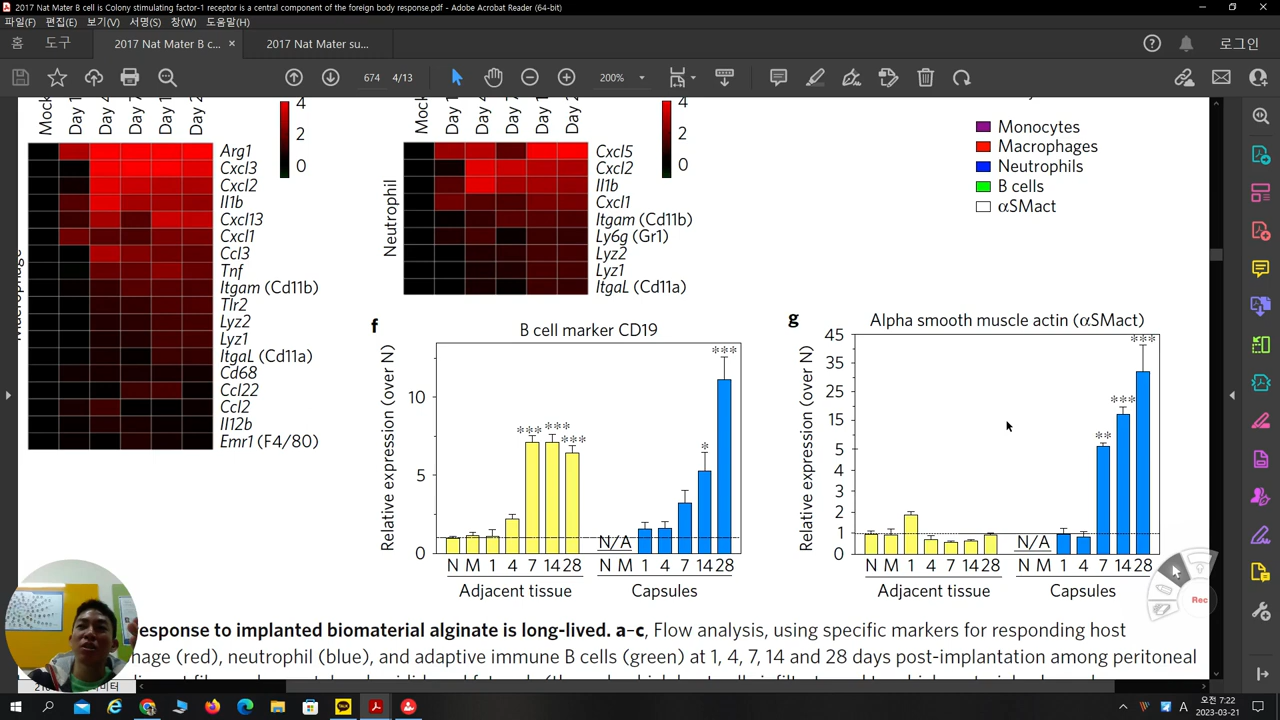 2017 Nat Mater B cell is Colony stimulating factor-1 receptor is a central component of the foreign body response.pdf - Adobe Acrobat Reader (64-bit)
파일(F) 편집(E) 보기(V) 서명(S) 창(W) 도움말(H)
홈 도구 2017 Nat Mater B c... × 2017 Nat Mater su... 로그인
674 4/13 200%
Mock Day 1 Day 4 Day 7 Day 1 Day 2
4
2
0
Arg1
Cxcl3
Cxcl2
Il1b
Cxcl13
Cxcl1
Ccl3
Tnf
Itgam (Cd11b)
Tlr2
Lyz2
Lyz1
ItgaL (Cd11a)
Cd68
Ccl22
Ccl2
Il12b
Emr1 (F4/80)
Mock Day 1 Day 4 Day 7 Day 1 Day 2
4
2
0
Neutrophil
Cxcl5
Cxcl2
Il1b
Cxcl1
Itgam (Cd11b)
Ly6g (Gr1)
Lyz2
Lyz1
ItgaL (Cd11a)
Monocytes
Macrophages
Neutrophils
B cells
αSMact
f
B cell marker CD19
Relative expression (over N)
10
5
0
*** *** *** * ***
N/A
N M 1 4 7 14 28 N M 1 4 7 14 28
Adjacent tissue Capsules
g
Alpha smooth muscle actin (αSMact)
Relative expression (over N)
45
35
25
15
5
4
3
2
1
0
** *** ***
N/A
N M 1 4 7 14 28 N M 1 4 7 14 28
Adjacent tissue Capsules
Rec
esponse to implanted biomaterial alginate is long-lived. a–c, Flow analysis, using specific markers for responding host
hage (red), neutrophil (blue), and adaptive immune B cells (green) at 1, 4, 7, 14 and 28 days post-implantation among peritoneal
A 오전 7:22
2023-03-21